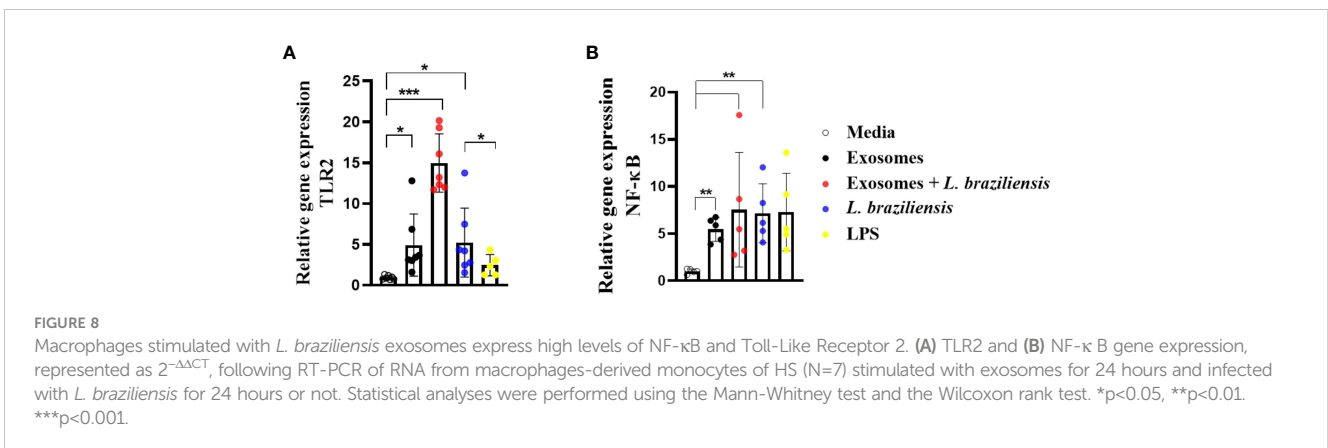 A
Relative gene expression
TLR2
25
20
15
10
5
0
*
***
*
*
B
Relative gene expression
NF-κB
20
15
10
5
0
**
**
Media
Exosomes
Exosomes + L. braziliensis
L. braziliensis
LPS
FIGURE 8
Macrophages stimulated with L. braziliensis exosomes express high levels of NF-κB and Toll-Like Receptor 2. (A) TLR2 and (B) NF-κ B gene expression,
represented as 2−ΔΔCT, following RT-PCR of RNA from macrophages-derived monocytes of HS (N=7) stimulated with exosomes for 24 hours and infected
with L. braziliensis for 24 hours or not. Statistical analyses were performed using the Mann-Whitney test and the Wilcoxon rank test. *p<0.05, **p<0.01.
***p<0.001.